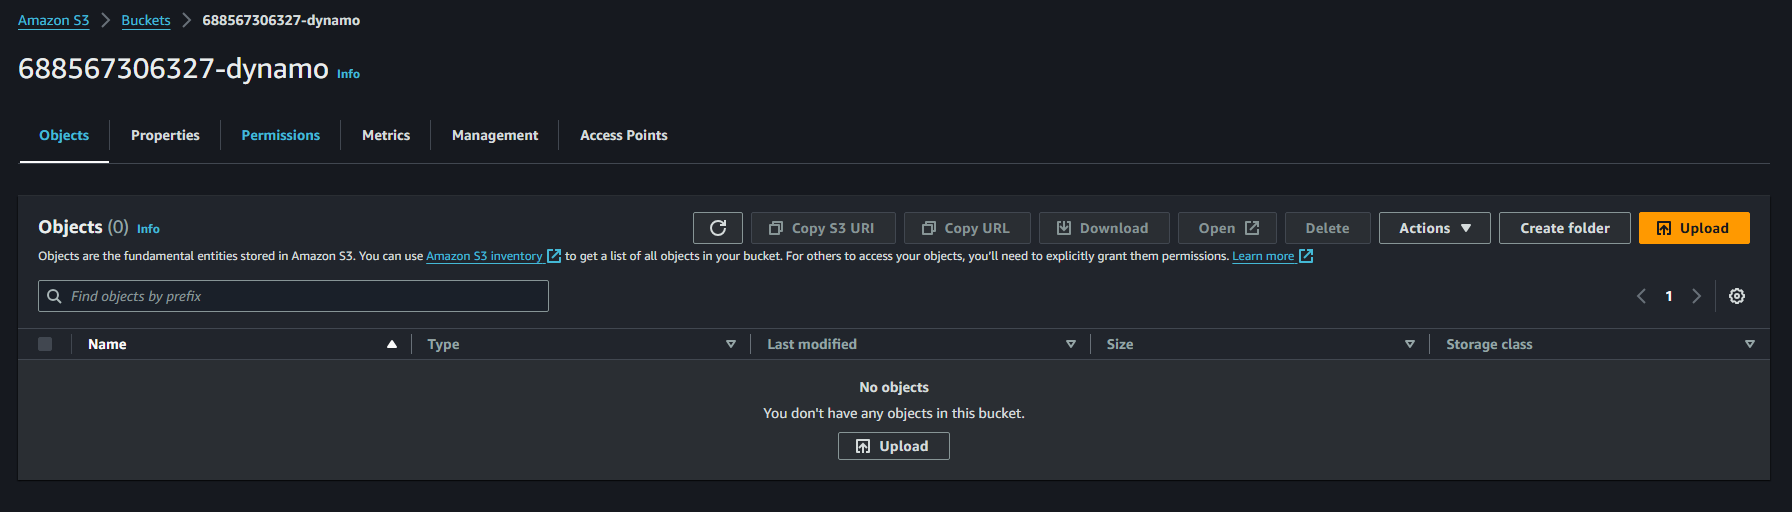 Amazon S3 > Buckets > 688567306327-dynamo
688567306327-dynamo Info
Objects Properties Permissions Metrics Management Access Points
Objects (0) Info Copy S3 URI Copy URL Download Open Delete Actions Create folder Upload
Objects are the fundamental entities stored in Amazon S3. You can use Amazon S3 inventory to get a list of all objects in your bucket. For others to access your objects, you'll need to explicitly grant them permissions. Learn more
Find objects by prefix 1
Name Type Last modified Size Storage class
No objects
You don't have any objects in this bucket.
Upload